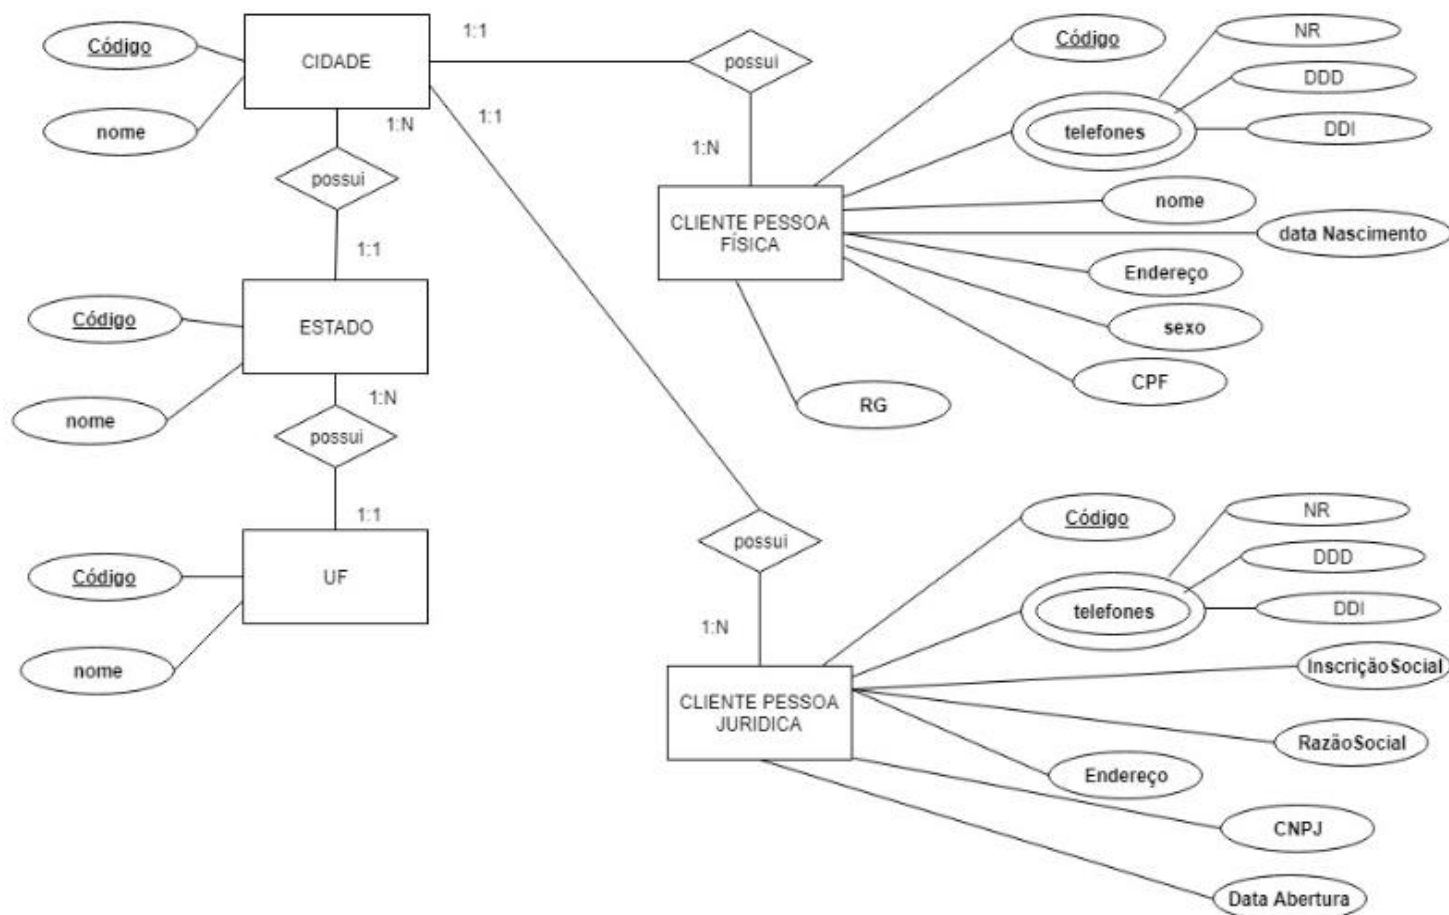 Código
CIDADE
nome
1:1
possui
1:N
possui
1:1
1:1
1:N
Código
NR
DDD
telefones
DDI
CLIENTE PESSOA
FÍSICA
nome
data Nascimento
Endereço
sexo
CPF
RG
Código
ESTADO
nome
1:N
possui
1:1
Código
UF
nome
possui
1:N
Código
NR
DDD
telefones
DDI
CLIENTE PESSOA
JURIDICA
InscriçãoSocial
RazãoSocial
Endereço
CNPJ
Data Abertura